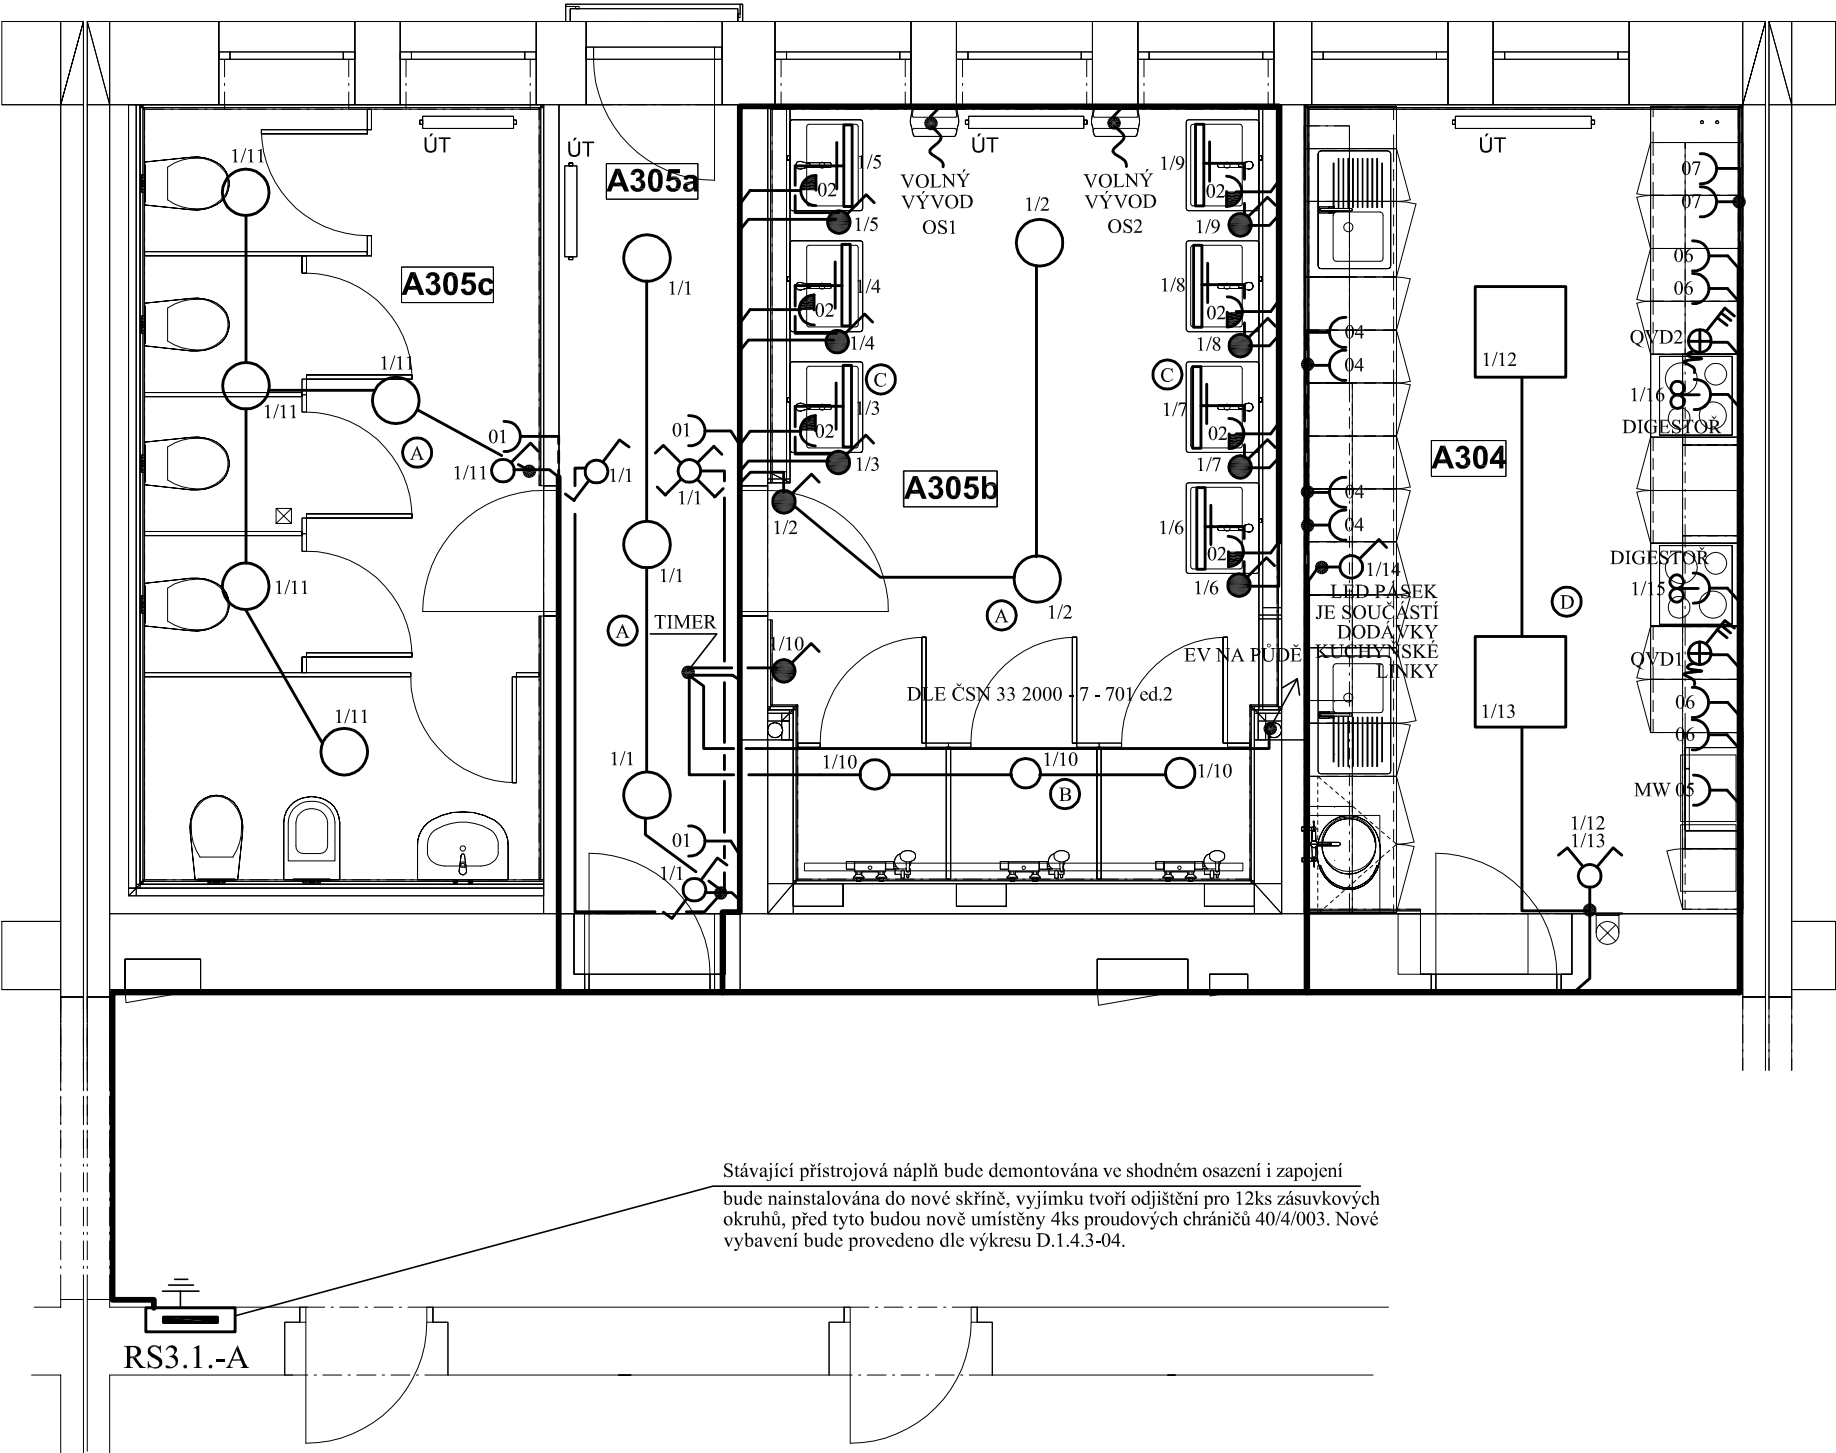 ÚT
ÚT
ÚT
ÚT
A305a
A305c
A305b
A304
1/11
1/11
1/11
1/11
1/11
1/11
A
01
1/1
1/1
1/1
1/1
1/1
01
A
TIMER
1/1
01
1/5
02
1/5
1/4
02
1/4
1/3
02
1/3
C
1/2
1/10
VOLNÝ
VÝVOD
OS1
VOLNÝ
VÝVOD
OS2
1/2
1/2
A
1/9
02
1/9
1/8
02
1/8
C
1/7
02
1/7
1/6
02
1/6
EV NA PŮDĚ
DLE ČSN 33 2000 - 7 - 701 ed.2
1/10
1/10
1/10
B
04
04
04
04
1/14
LED PÁSEK
JE SOUČÁSTÍ
DODÁVKY
KUCHYŇSKÉ
LINKY
1/12
1/13
D
07
07
06
06
QVD2
1/16
DIGESTOŘ
DIGESTOŘ
1/15
QVD1
06
06
MW 05
1/12
1/13
Stávající přístrojová náplň bude demontována ve shodném osazení i zapojení
bude nainstalována do nové skříně, vyjímku tvoří odjištění pro 12ks zásuvkových
okruhů, před tyto budou nově umístěny 4ks proudových chráničů 40/4/003. Nové
vybavení bude provedeno dle výkresu D.1.4.3-04.
RS3.1.-A